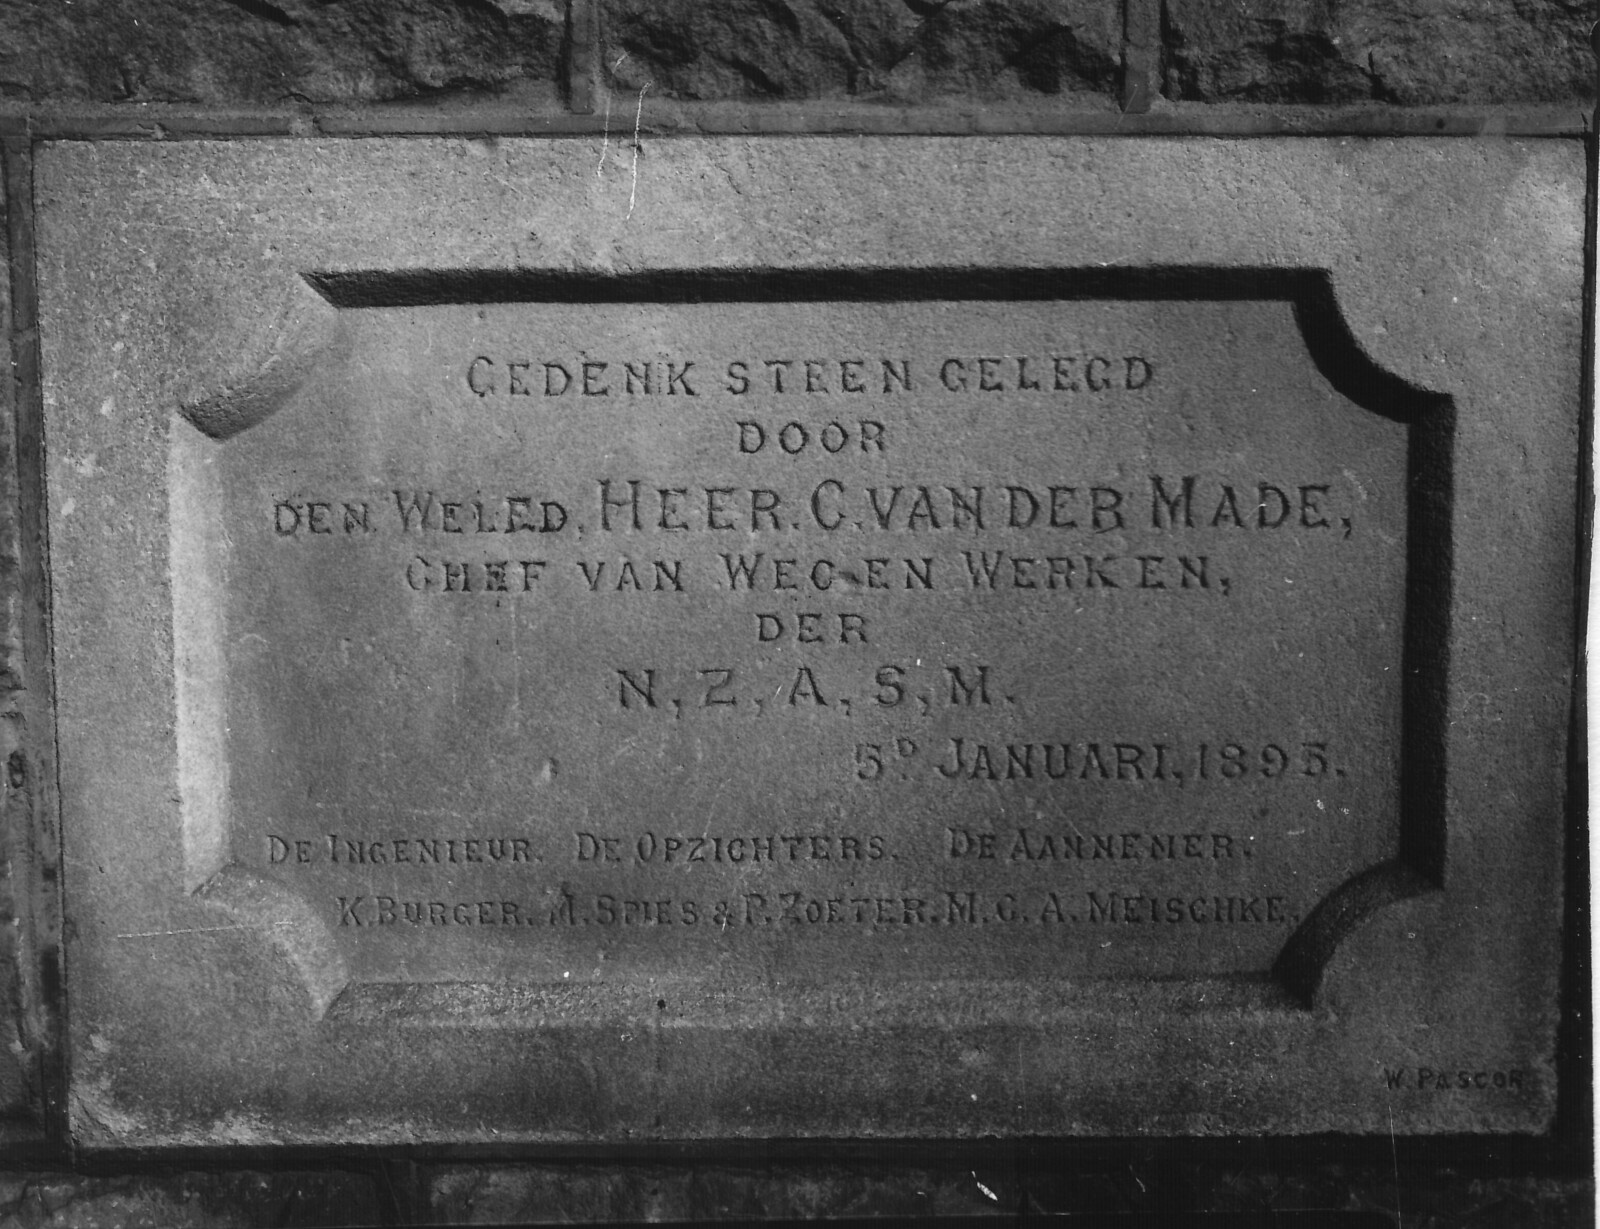 GEDENK STEEN GELEGD
DOOR
DEN WELED. HEER. C. VAN DER MADE,
CHEF VAN WEG EN WERKEN,
DER
N, Z, A, S, M.
5D JANUARI, 1895.
DE INGENIEUR. DE OPZICHTERS. DE AANNEMER.
K. BURGER. M. SPIES & P. ZOETER. M. C. A. MEISCHKE.
W. PASCOR